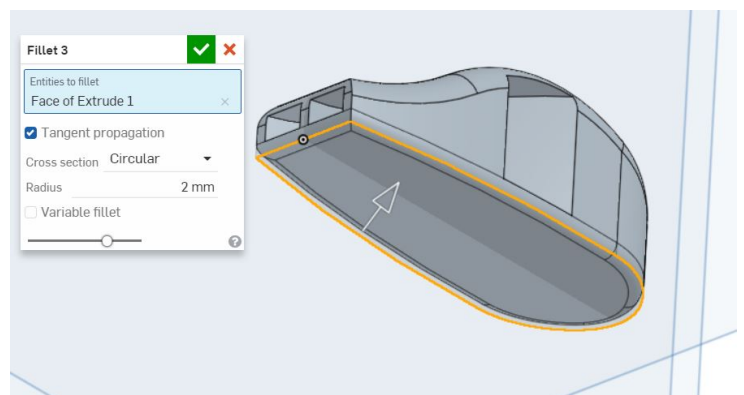 Fillet 3
Entities to fillet
Face of Extrude 1
Tangent propagation
Cross section Circular
Radius 2 mm
Variable fillet